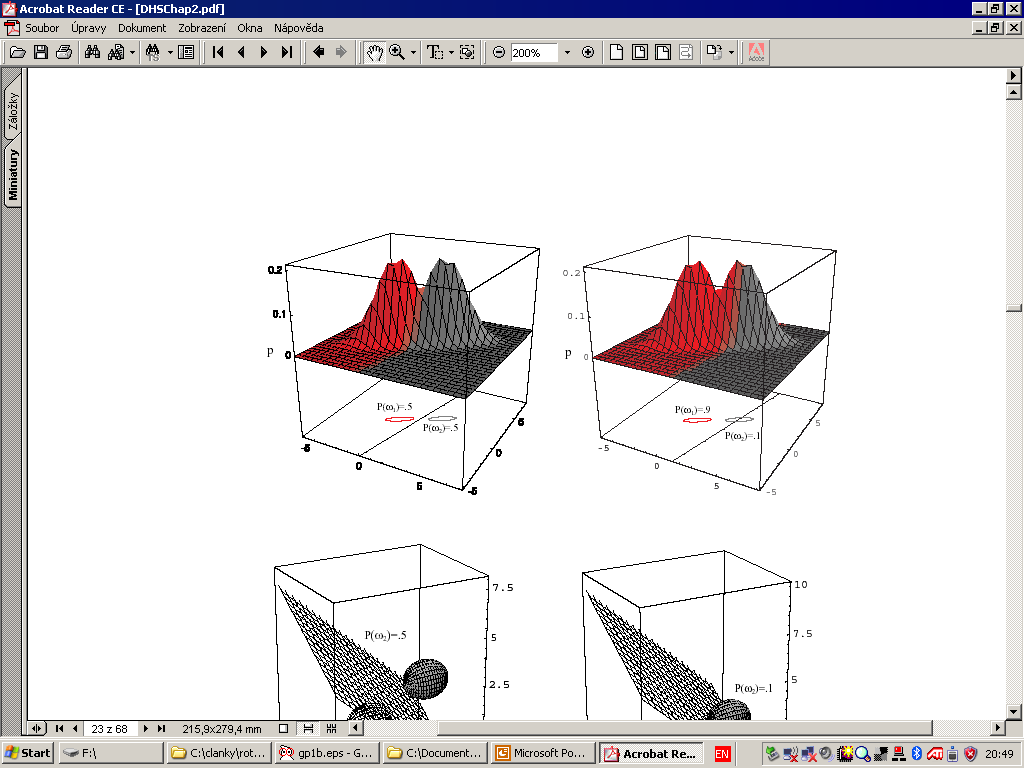 Acrobat Reader CE - [DHSChap2.pdf]
Soubor Úpravy Dokument Zobrazení Okna Nápověda
200%
Adobe
Záložky
Miniatury
0.2
0.1
p 0
P(ω1)=.5
P(ω2)=.5
-5
0
5
-5
0
5
0.2
0.1
p 0
P(ω1)=.9
P(ω2)=.1
-5
0
5
-5
0
5
7.5
P(ω2)=.5
5
2.5
10
7.5
5
P(ω2)=.1
23 z 68
215,9x279,4 mm
Start
F:\
C:\clanky\rot...
gp1b.eps - G...
C:\Document...
Microsoft Po...
Acrobat Re...
EN
20:49